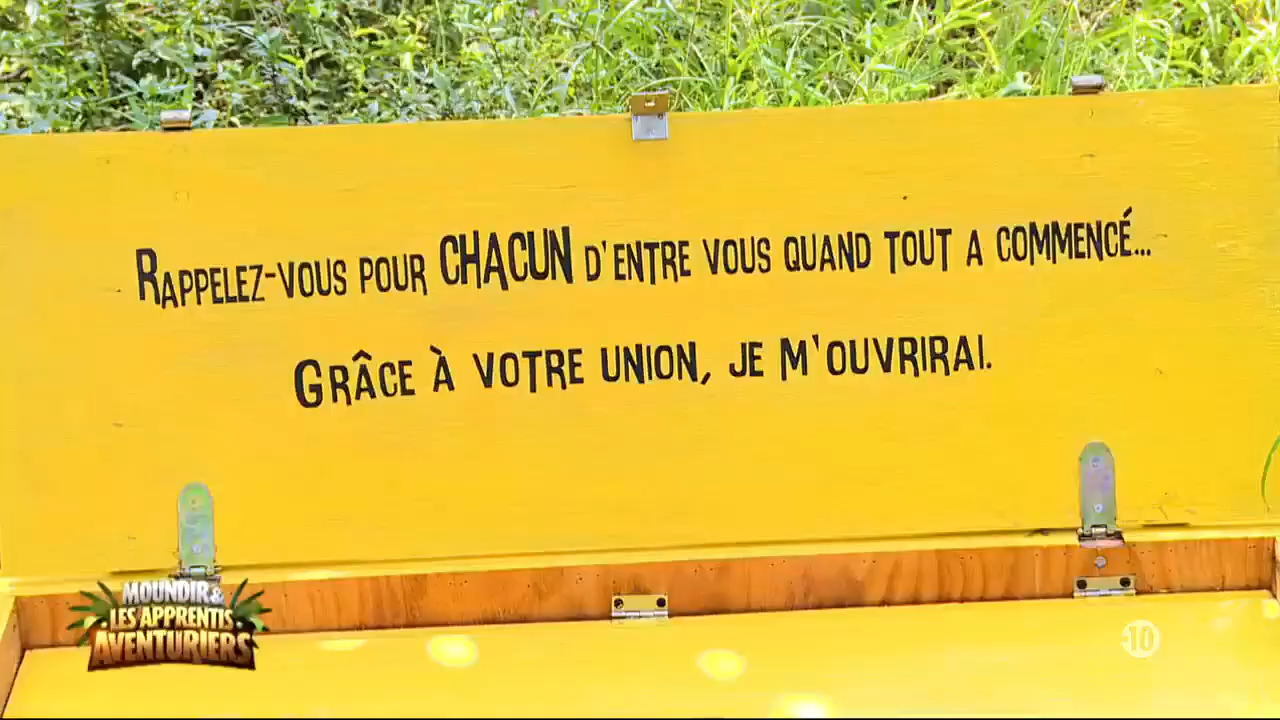 Rappelez-vous pour CHACUN d'entre vous quand tout a commencé...
Grâce à votre union, je m'ouvrirai.
MOUNDIR &
LES APPRENTIS
AVENTURIERS
-10